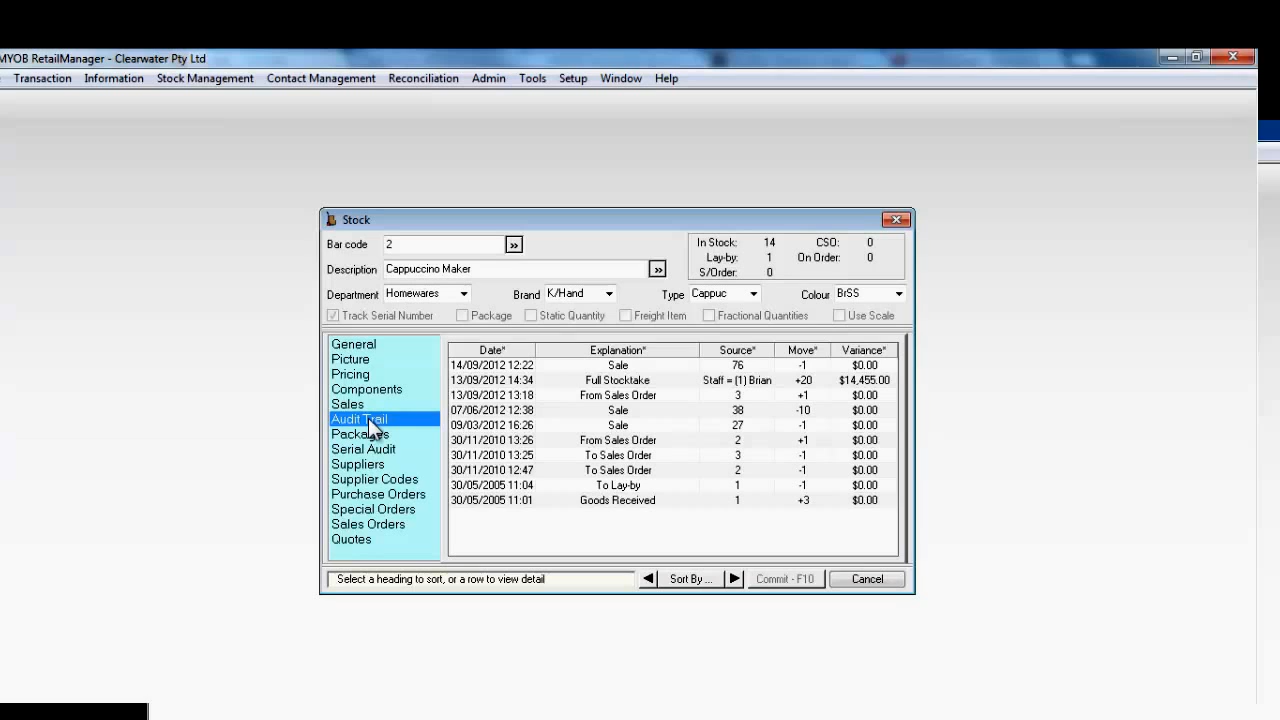 MYOB RetailManager - Clearwater Pty Ltd
Transaction Information Stock Management Contact Management Reconciliation Admin Tools Setup Window Help
Stock
Bar code 2 » In Stock: 14 CSO: 0
Lay-by: 1 On Order: 0
Description Cappuccino Maker » S/Order: 0
Department Homewares Brand K/Hand Type Cappuc Colour BrSS
Track Serial Number Package Static Quantity Freight Item Fractional Quantities Use Scale
General
Picture
Pricing
Components
Sales
Audit Trail
Packages
Serial Audit
Suppliers
Supplier Codes
Purchase Orders
Special Orders
Sales Orders
Quotes
Date* Explanation* Source* Move* Variance*
14/09/2012 12:22 Sale 76 -1 $0.00
13/09/2012 14:34 Full Stocktake Staff = (1) Brian +20 $14,455.00
13/09/2012 13:18 From Sales Order 3 +1 $0.00
07/06/2012 12:38 Sale 38 -10 $0.00
09/03/2012 16:26 Sale 27 -1 $0.00
30/11/2010 13:26 From Sales Order 2 +1 $0.00
30/11/2010 13:25 To Sales Order 3 -1 $0.00
30/11/2010 12:47 To Sales Order 2 -1 $0.00
30/05/2005 11:04 To Lay-by 1 -1 $0.00
30/05/2005 11:01 Goods Received 1 +3 $0.00
Select a heading to sort, or a row to view detail Sort By ... Commit - F10 Cancel